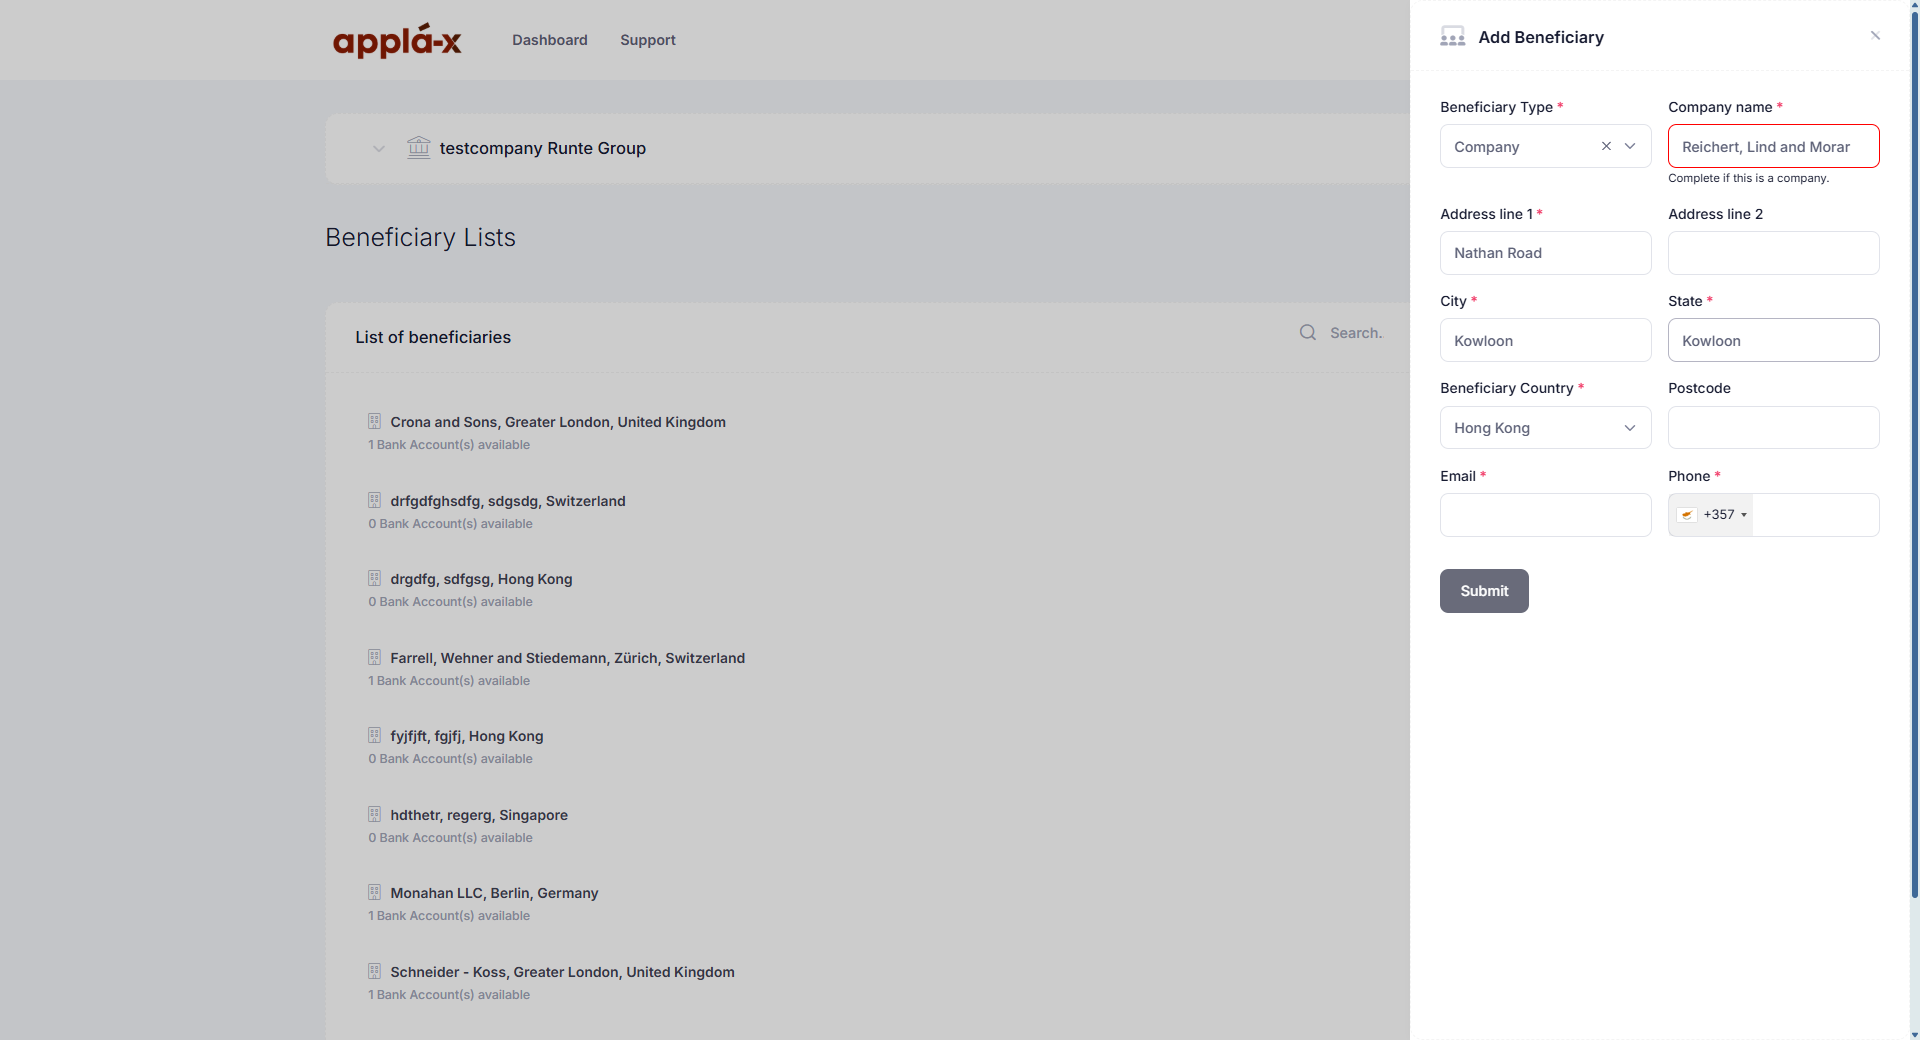 applá-x
Dashboard
Support
testcompany Runte Group
Beneficiary Lists
List of beneficiaries
Search..
Crona and Sons, Greater London, United Kingdom
1 Bank Account(s) available
drfgdfghsdfg, sdgsdg, Switzerland
0 Bank Account(s) available
drgdfg, sdfgsg, Hong Kong
0 Bank Account(s) available
Farrell, Wehner and Stiedemann, Zürich, Switzerland
1 Bank Account(s) available
fyjfjft, fgjfj, Hong Kong
0 Bank Account(s) available
hdthetr, regerg, Singapore
0 Bank Account(s) available
Monahan LLC, Berlin, Germany
1 Bank Account(s) available
Schneider - Koss, Greater London, United Kingdom
1 Bank Account(s) available
Add Beneficiary
Beneficiary Type *
Company
Company name *
Reichert, Lind and Morar
Complete if this is a company.
Address line 1 *
Nathan Road
Address line 2
City *
Kowloon
State *
Kowloon
Beneficiary Country *
Hong Kong
Postcode
Email *
Phone *
+357
Submit